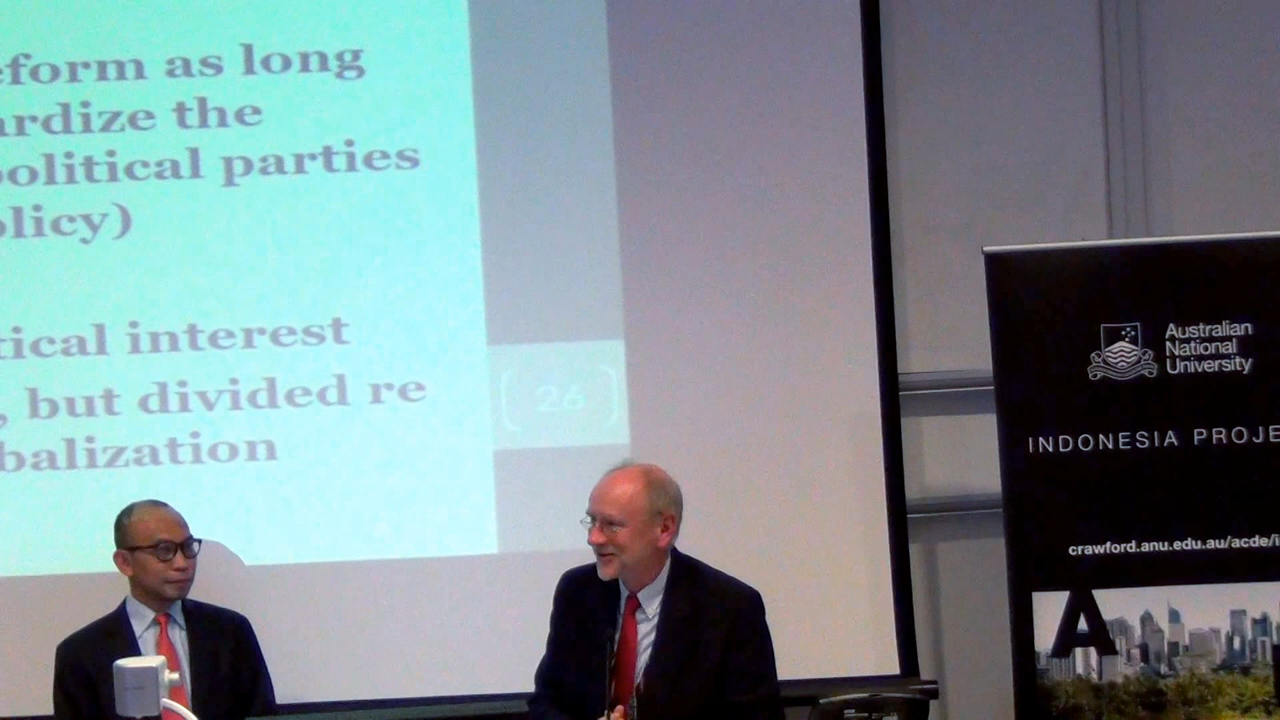 eform as long
ardize the
political parties
olicy)
tical interest
, but divided re
balization
26
Australian
National
University
INDONESIA PROJE
crawford.anu.edu.au/acde/i
A